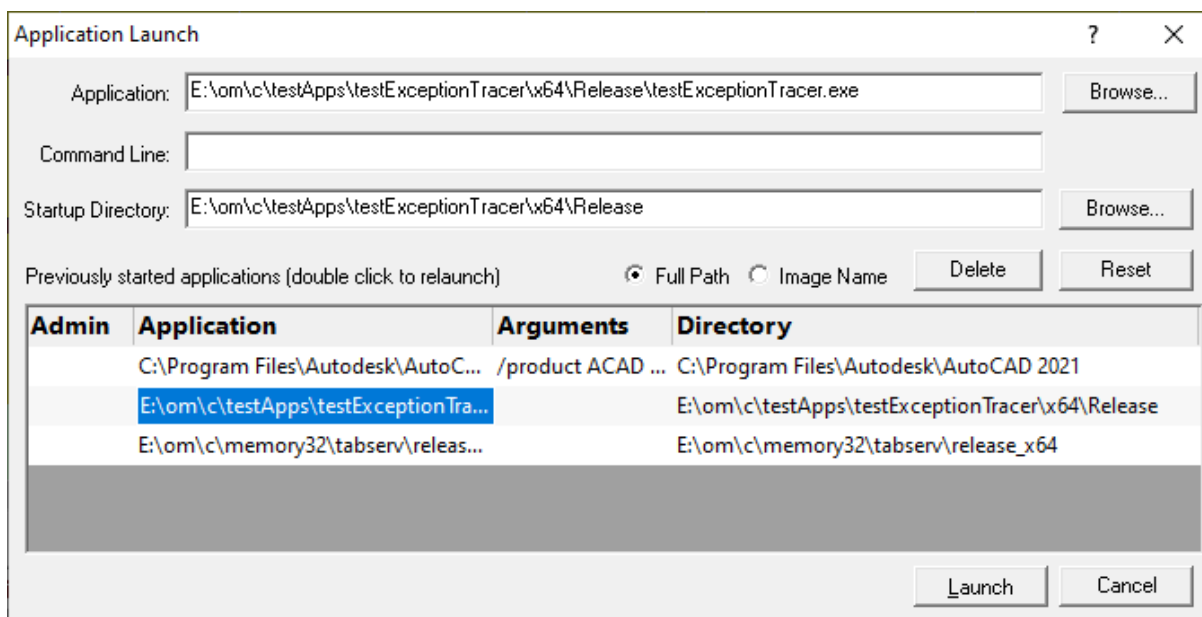 Application Launch ?
Application: E:\om\c\testApps\testExceptionTracer\x64\Release\testExceptionTracer.exe Browse...
Command Line:
Startup Directory: E:\om\c\testApps\testExceptionTracer\x64\Release Browse...
Previously started applications (double click to relaunch) Full Path Image Name Delete Reset
Admin Application Arguments Directory
C:\Program Files\Autodesk\AutoC... /product ACAD ... C:\Program Files\Autodesk\AutoCAD 2021
E:\om\c\testApps\testExceptionTra... E:\om\c\testApps\testExceptionTracer\x64\Release
E:\om\c\memory32\tabserv\releas... E:\om\c\memory32\tabserv\release_x64
Launch Cancel